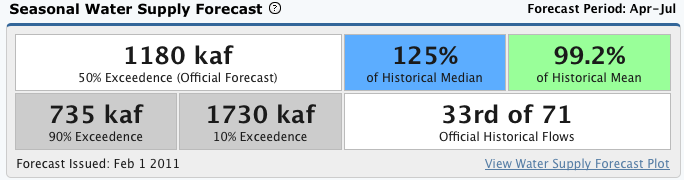 Seasonal Water Supply Forecast ?
Forecast Period: Apr-Jul
1180 kaf
50% Exceedence (Official Forecast)
125%
of Historical Median
99.2%
of Historical Mean
735 kaf
90% Exceedence
1730 kaf
10% Exceedence
33rd of 71
Official Historical Flows
Forecast Issued: Feb 1 2011
View Water Supply Forecast Plot